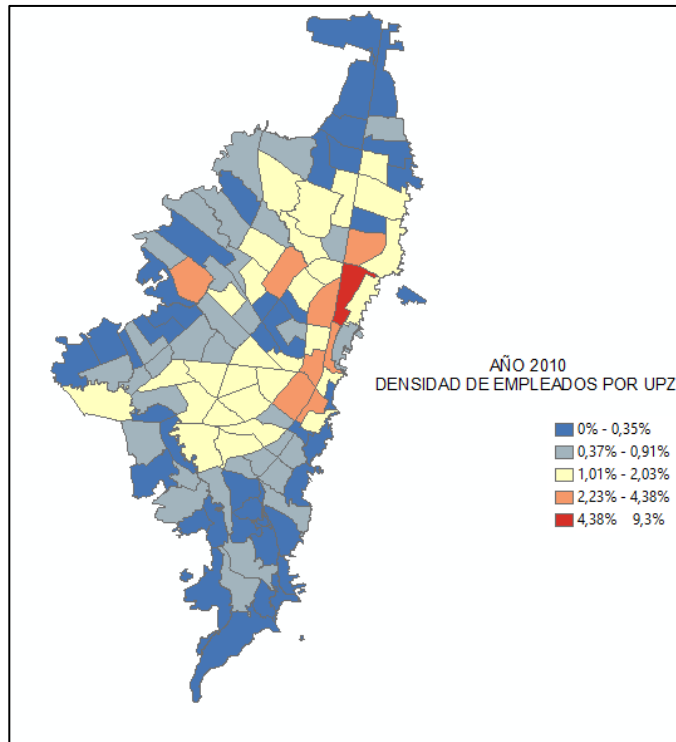 AÑO 2010
DENSIDAD DE EMPLEADOS POR UPZ
0% - 0,35%
0,37% - 0,91%
1,01% - 2,03%
2,23% - 4,38%
4,38% 9,3%